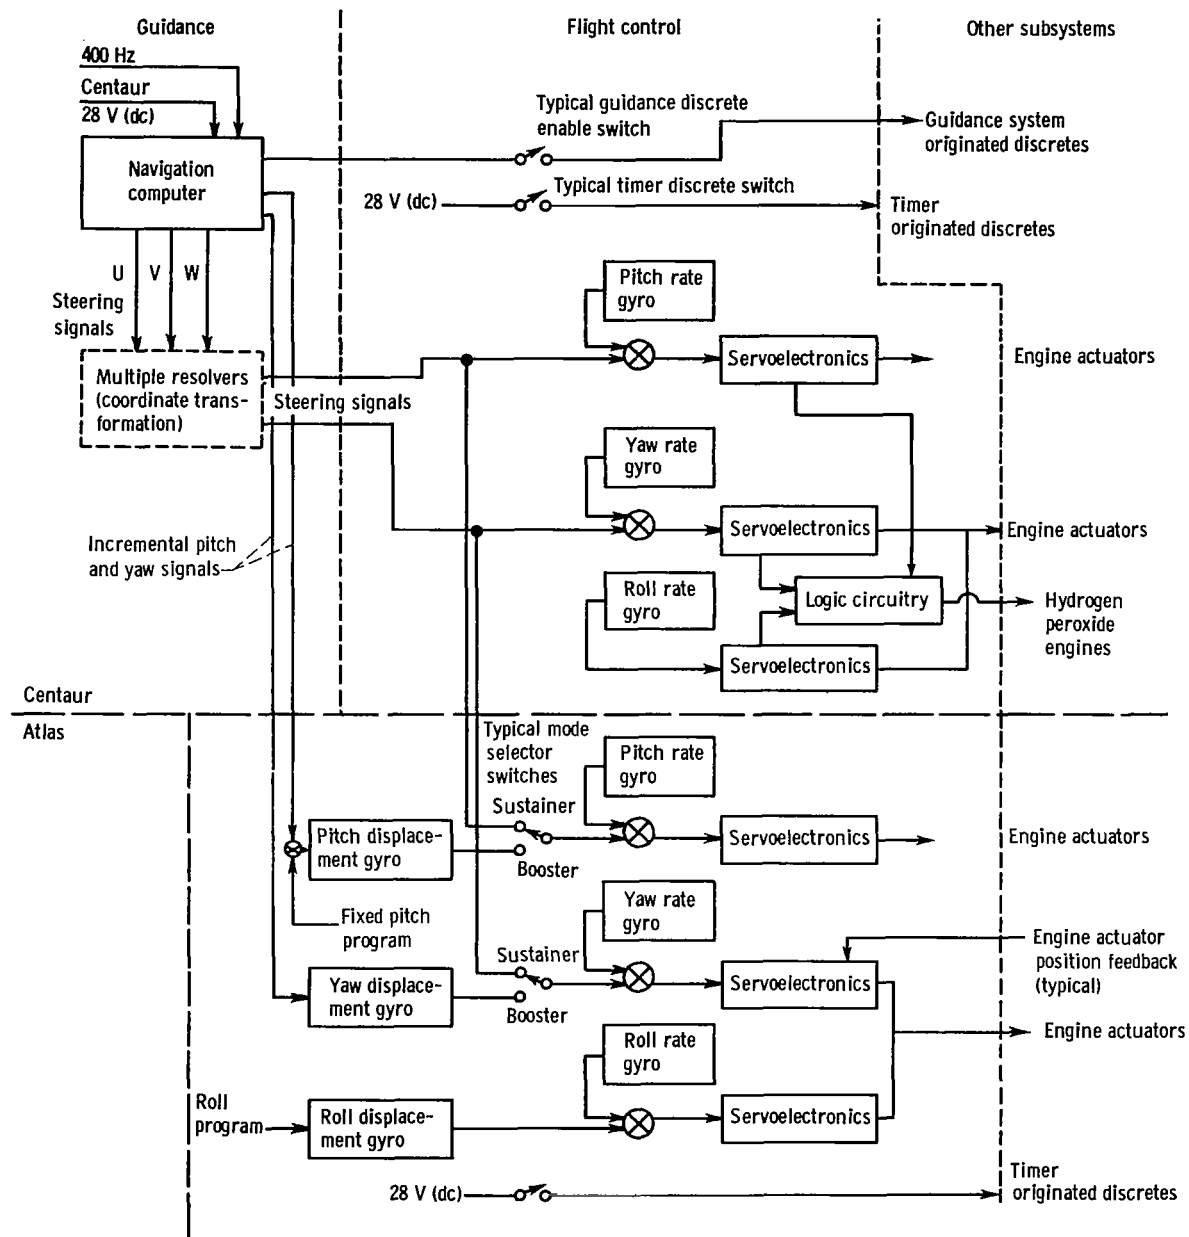 Guidance
Flight control
Other subsystems
400 Hz
Centaur
28 V (dc)
Navigation
computer
Typical guidance discrete
enable switch
Guidance system
originated discretes
28 V (dc)
Typical timer discrete switch
Timer
originated discretes
U V W
Steering
signals
Pitch rate
gyro
Servoelectronics
Engine actuators
Multiple resolvers
(coordinate trans-
formation)
Steering signals
Yaw rate
gyro
Servoelectronics
Engine actuators
Incremental pitch
and yaw signals
Roll rate
gyro
Logic circuitry
Hydrogen
peroxide
engines
Servoelectronics
Centaur
Atlas
Typical mode
selector
switches
Pitch rate
gyro
Sustainer
Pitch displace-
ment gyro
Booster
Servoelectronics
Engine actuators
Fixed pitch
program
Yaw rate
gyro
Sustainer
Yaw displace-
ment gyro
Booster
Servoelectronics
Engine actuator
position feedback
(typical)
Engine actuators
Roll rate
gyro
Roll
program
Roll displace-
ment gyro
Servoelectronics
28 V (dc)
Timer
originated discretes